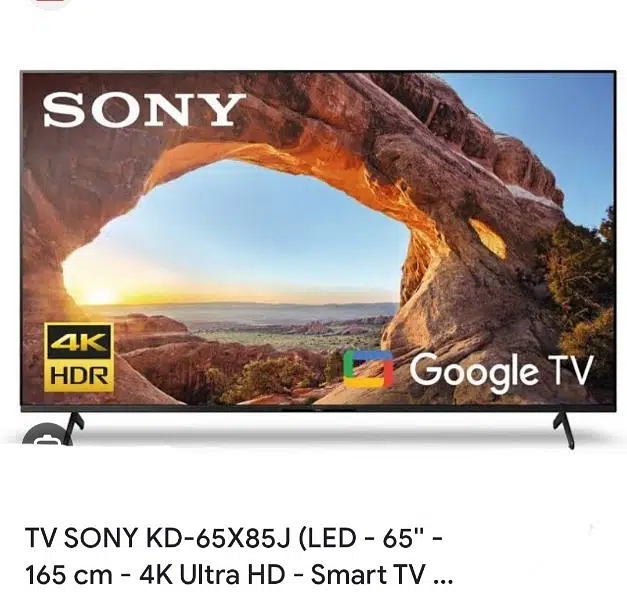 SONY
4K
HDR
Google TV
TV SONY KD-65X85J (LED - 65'' -
165 cm - 4K Ultra HD - Smart TV ...